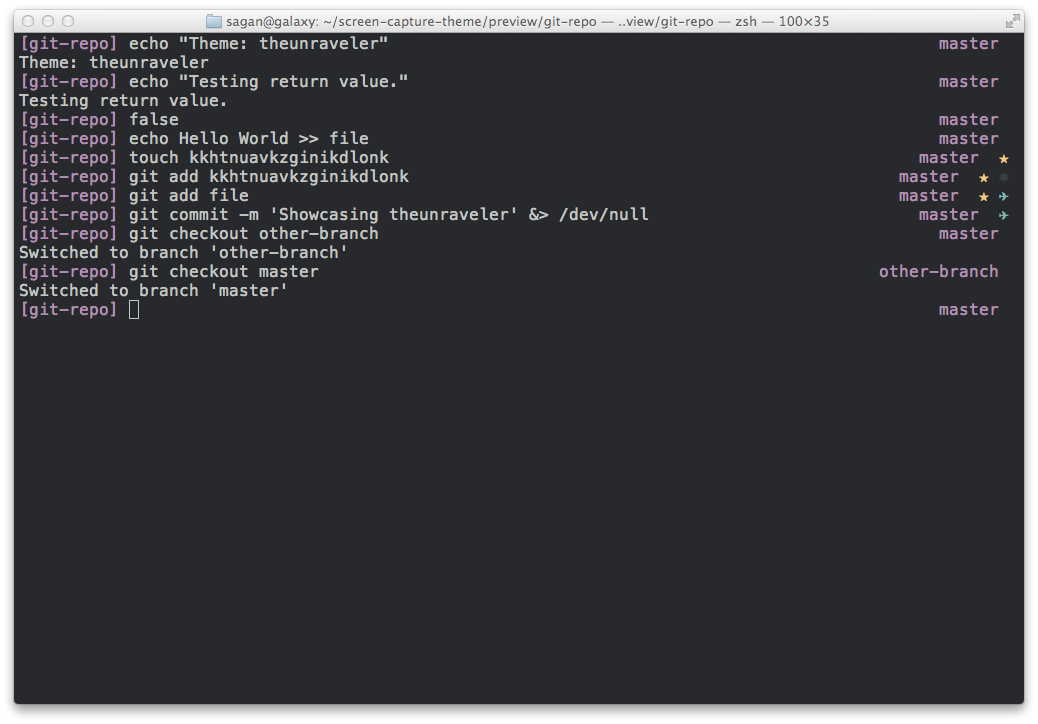 sagan@galaxy: ~/screen-capture-theme/preview/git-repo — ..view/git-repo — zsh — 100×35
[git-repo] echo "Theme: theunraveler" master
Theme: theunraveler
[git-repo] echo "Testing return value." master
Testing return value.
[git-repo] false master
[git-repo] echo Hello World >> file master
[git-repo] touch kkhtnuavkzginikdlonk master ★
[git-repo] git add kkhtnuavkzginikdlonk master ★ ✱
[git-repo] git add file master ★ ✈
[git-repo] git commit -m 'Showcasing theunraveler' &> /dev/null master ✈
[git-repo] git checkout other-branch master
Switched to branch 'other-branch'
[git-repo] git checkout master other-branch
Switched to branch 'master'
[git-repo] master